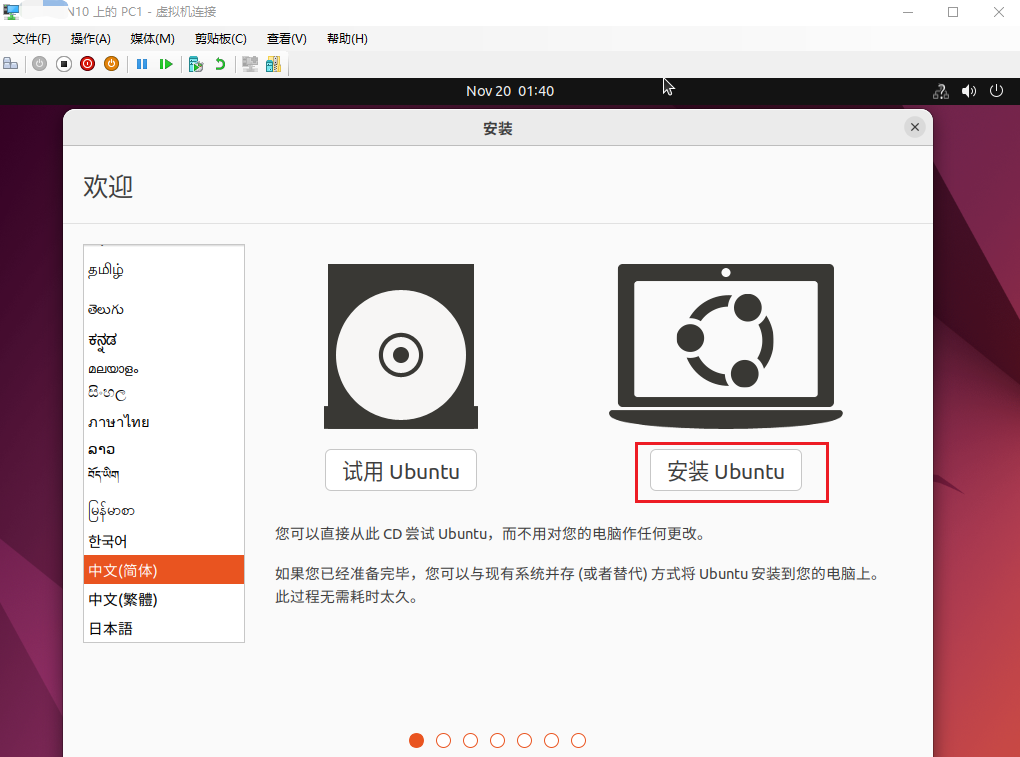 N10 上的 PC1 - 虚拟机连接
文件(F) 操作(A) 媒体(M) 剪贴板(C) 查看(V) 帮助(H)
Nov 20 01:40
安装
欢迎
தமிழ்
తెలుగు
ಕನ್ನಡ
മലയാളം
සිංහල
ภาษาไทย
ລາວ
བོད་ཡིག
မြန်မာစာ
한국어
中文(简体)
中文(繁體)
日本語
试用 Ubuntu
安装 Ubuntu
您可以直接从此 CD 尝试 Ubuntu，而不用对您的电脑作任何更改。
如果您已经准备完毕，您可以与现有系统并存 (或者替代) 方式将 Ubuntu 安装到您的电脑上。
此过程无需耗时太久。